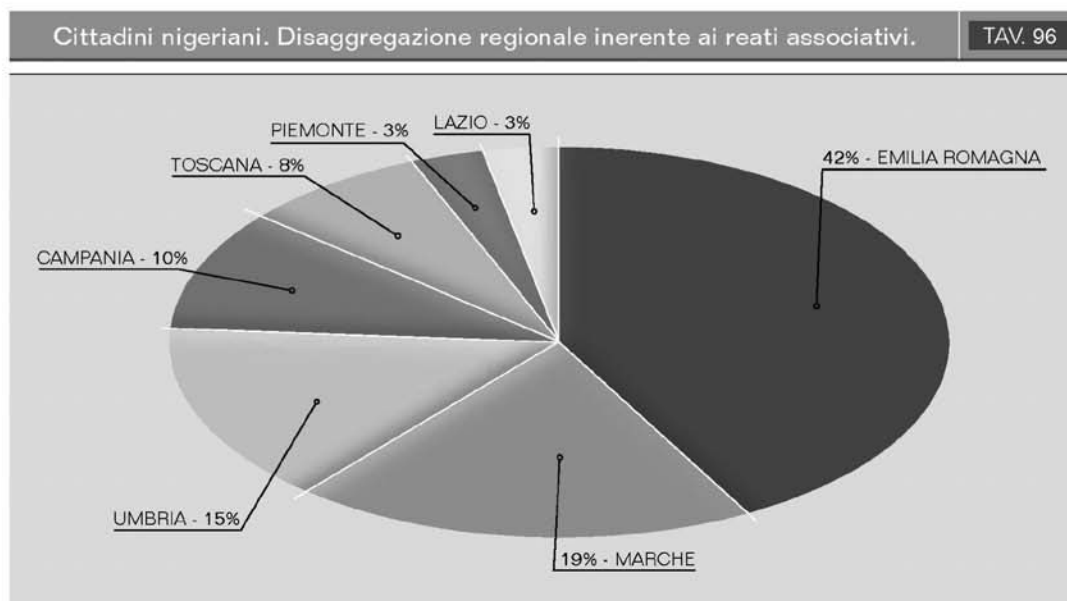 Cittadini nigeriani. Disaggregazione regionale inerente ai reati associativi.
TAV. 96
LAZIO - 3%
PIEMONTE - 3%
42% - EMILIA ROMAGNA
TOSCANA - 8%
CAMPANIA - 10%
UMBRIA - 15%
19% - MARCHE